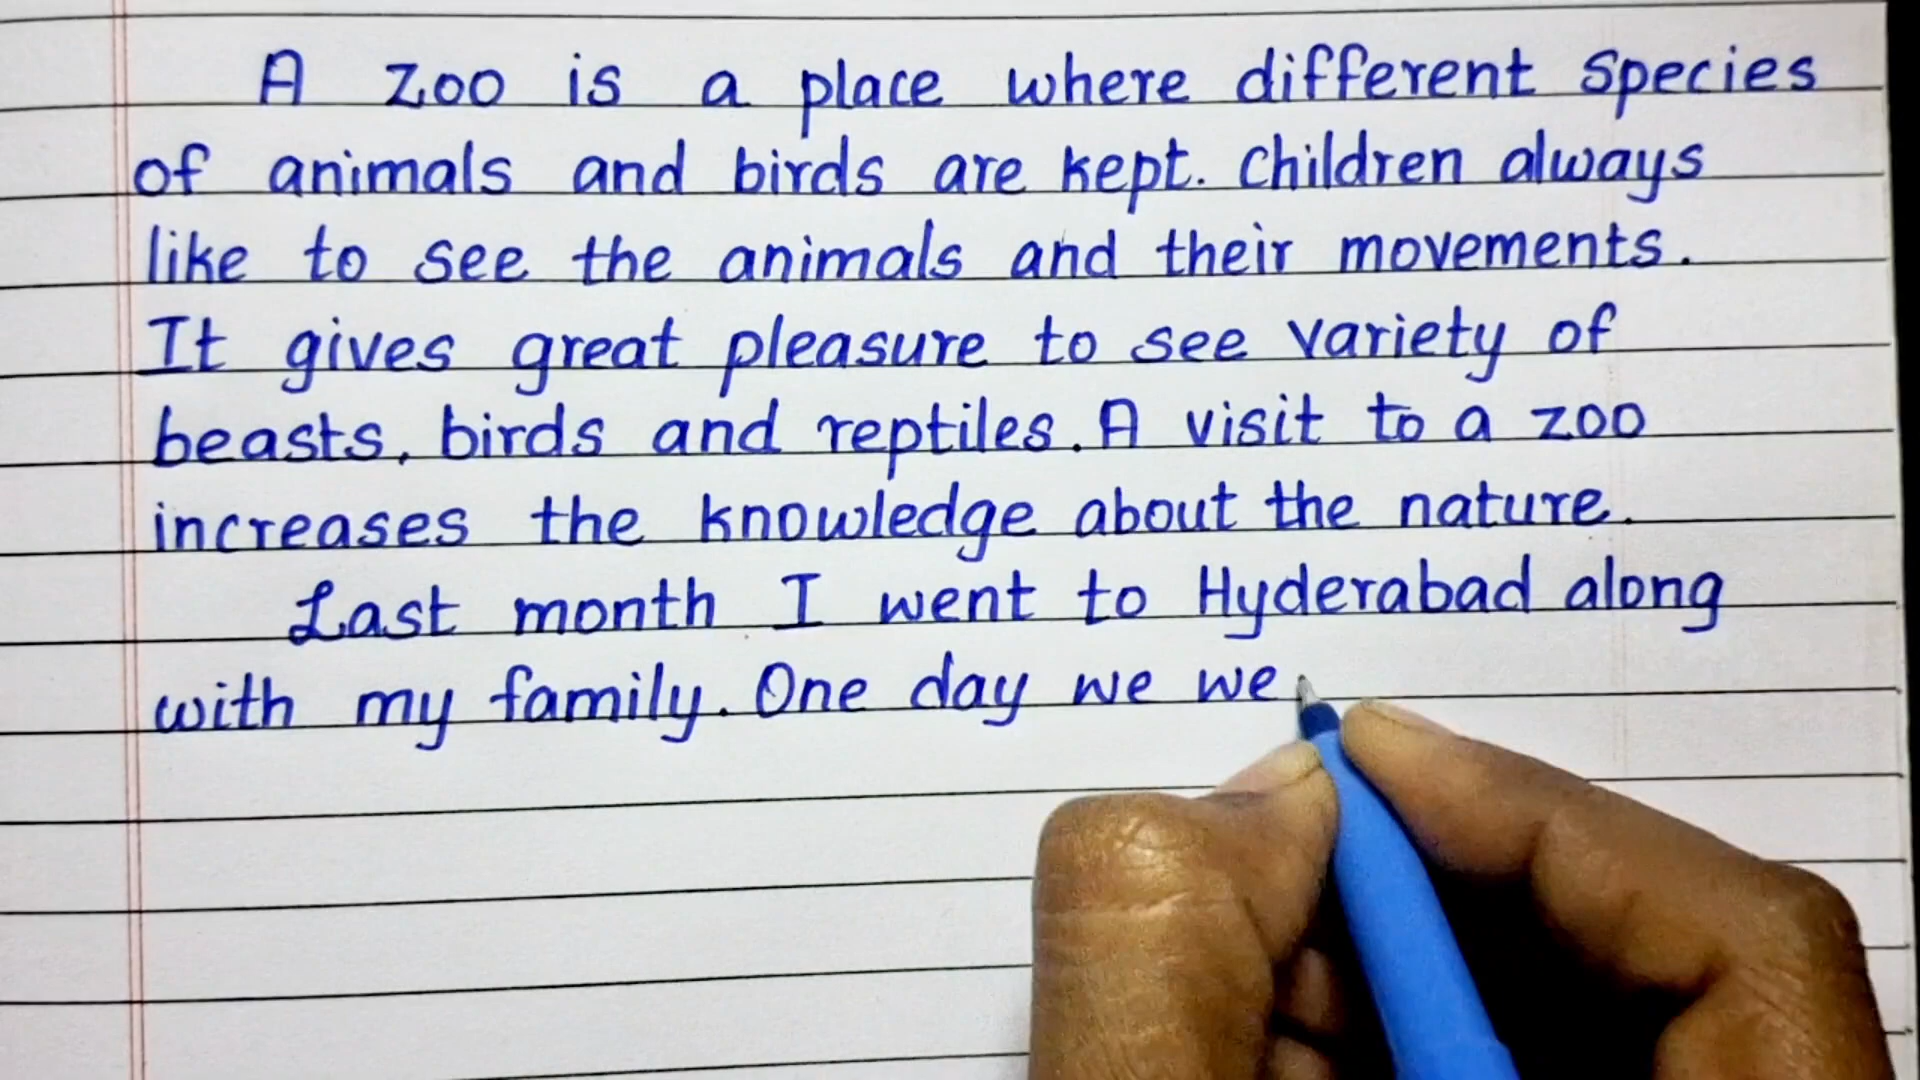 A zoo is a place where different species
of animals and birds are kept. Children always
like to see the animals and their movements.
It gives great pleasure to see variety of
beasts, birds and reptiles. A visit to a zoo
increases the knowledge about the nature.
Last month I went to Hyderabad along
with my family. One day we we